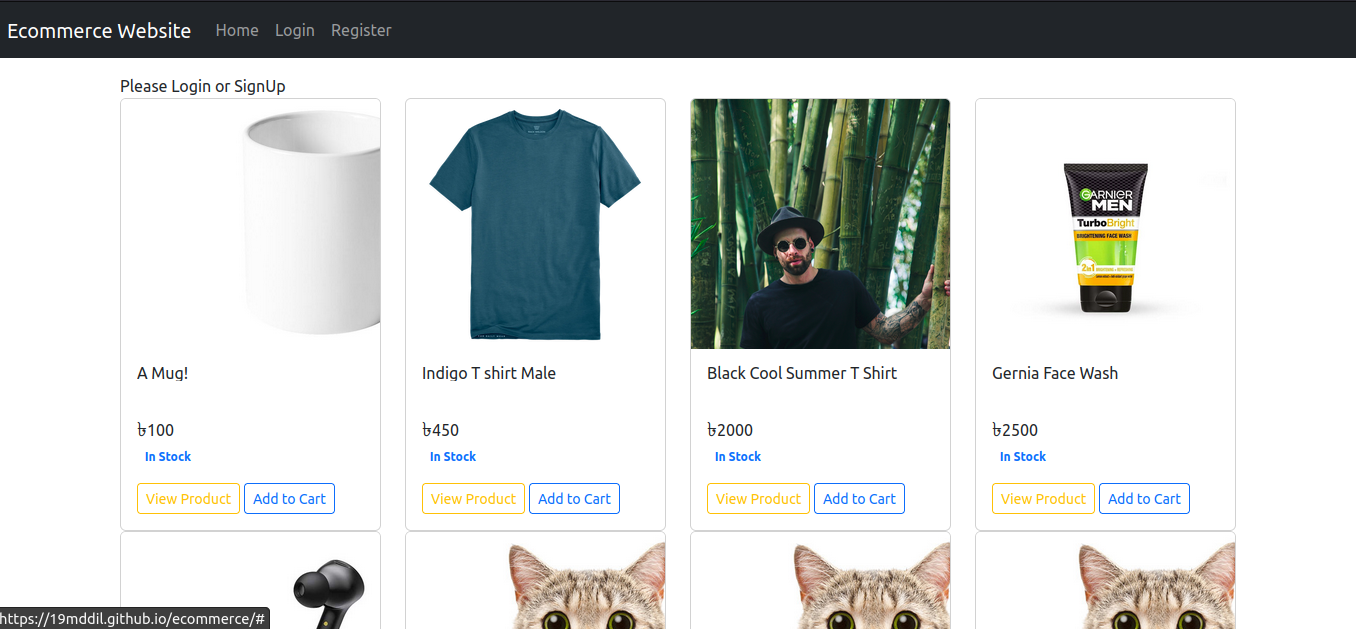 Ecommerce Website Home Login Register
Please Login or SignUp
GARNIER
MEN
TurboBright
BRIGHTENING FACE WASH
2in1
A Mug!
Indigo T shirt Male
Black Cool Summer T Shirt
Gernia Face Wash
৳100
৳450
৳2000
৳2500
In Stock
In Stock
In Stock
In Stock
View Product Add to Cart
View Product Add to Cart
View Product Add to Cart
View Product Add to Cart
https://19mddil.github.io/ecommerce/#